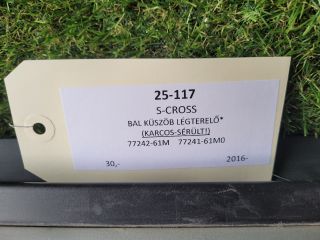 25-117
S-CROSS
BAL KÜSZÖB LÉGTERELŐ*
(KARCOS-SÉRÜLT!)
77242-61M 77241-61M0
30,- 2016-